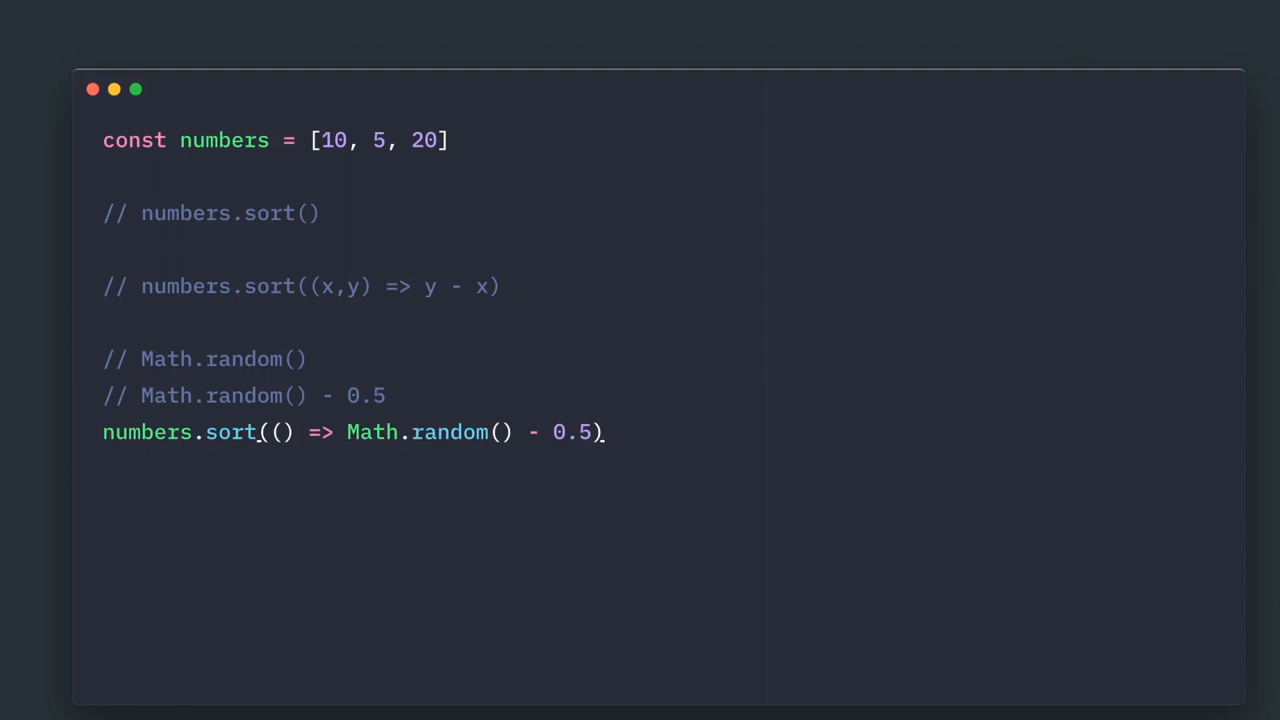 const numbers = [10, 5, 20]
// numbers.sort()
// numbers.sort((x,y) => y - x)
// Math.random()
// Math.random() - 0.5
numbers.sort(() => Math.random() - 0.5)